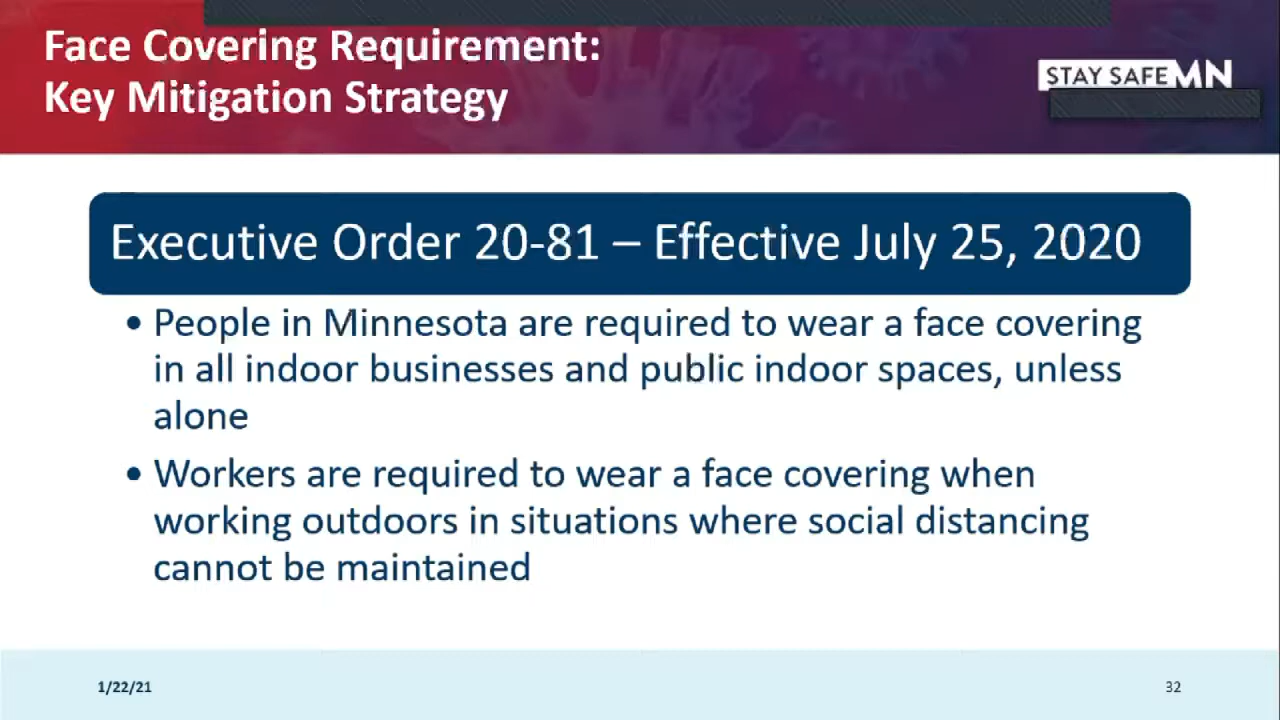 Face Covering Requirement:
Key Mitigation Strategy
STAY SAFE MN
Executive Order 20-81 – Effective July 25, 2020
• People in Minnesota are required to wear a face covering
in all indoor businesses and public indoor spaces, unless
alone
• Workers are required to wear a face covering when
working outdoors in situations where social distancing
cannot be maintained
1/22/21
32